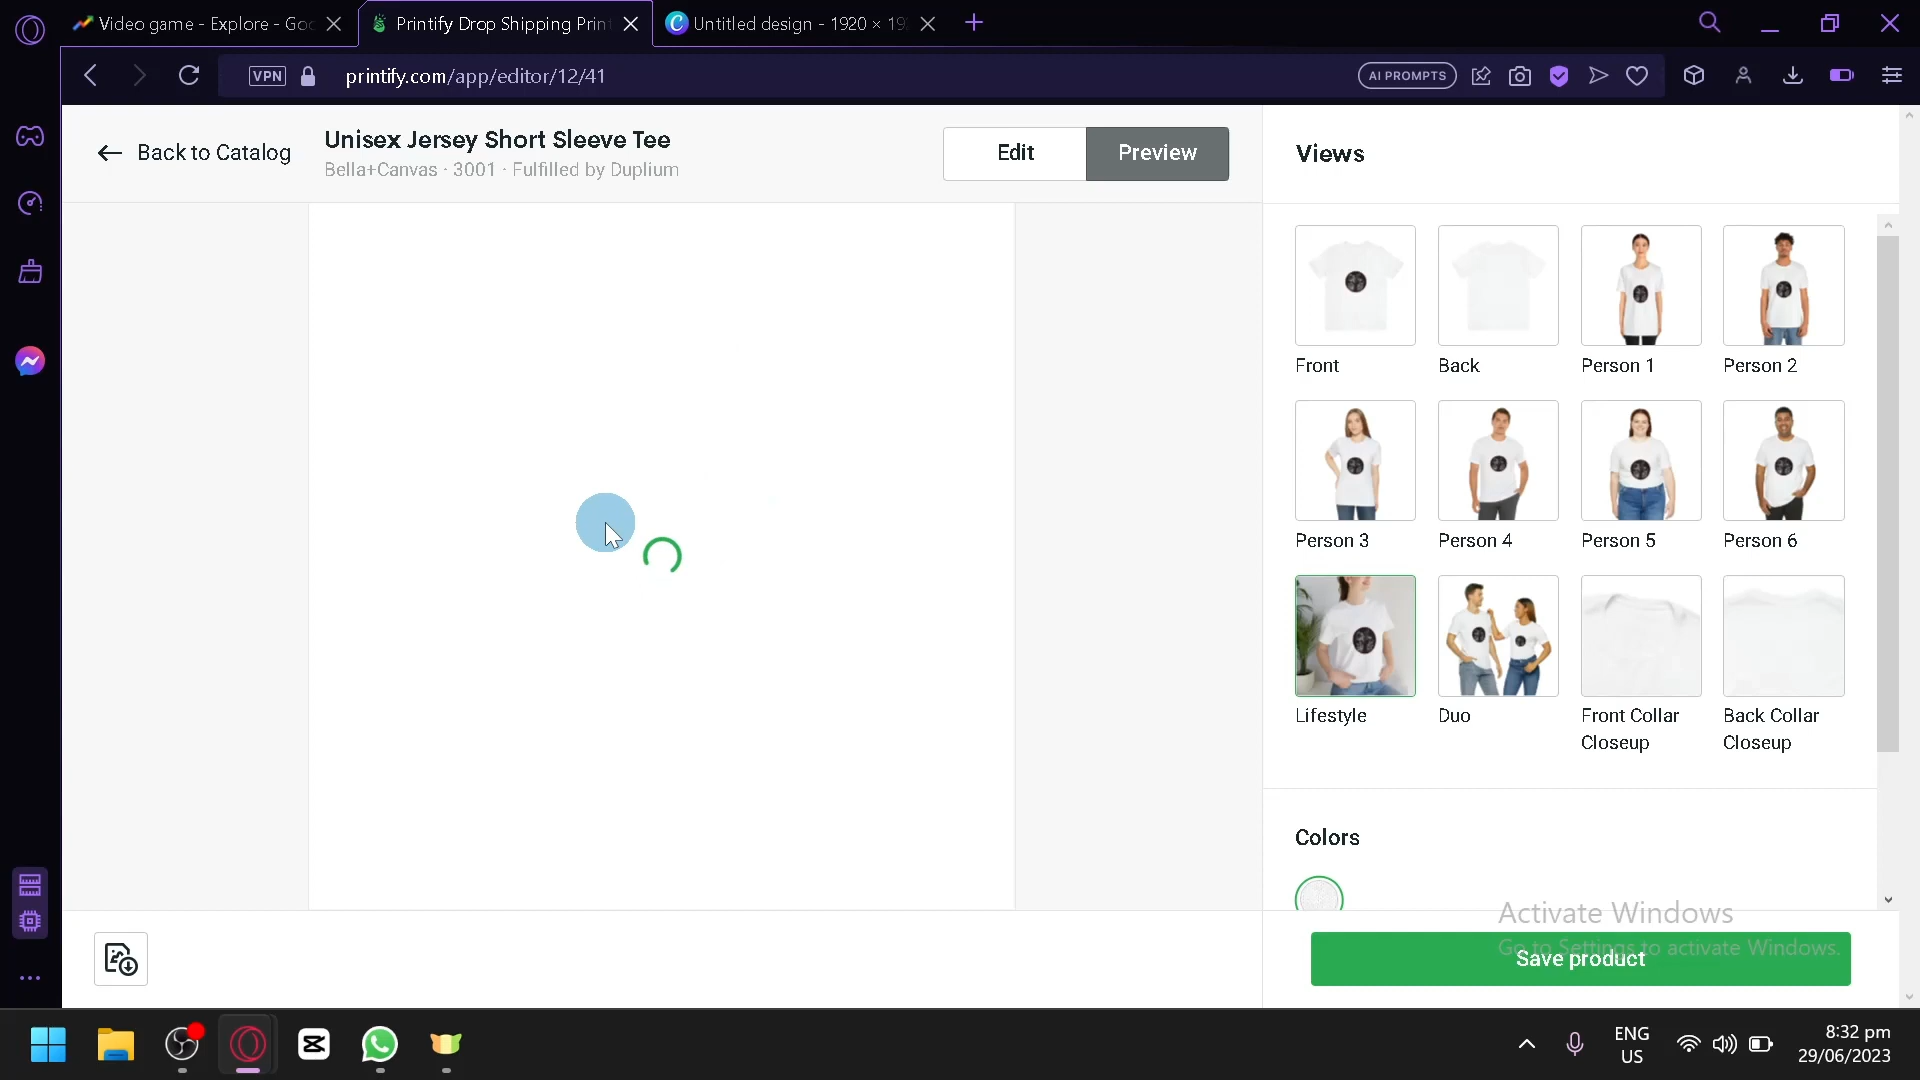 Video game - Explore - Goo
Printify Drop Shipping Print
Untitled design - 1920 × 19
VPN
printify.com/app/editor/12/41
AI PROMPTS
Back to Catalog
Unisex Jersey Short Sleeve Tee
Bella+Canvas · 3001 · Fulfilled by Duplium
Edit
Preview
Views
Front
Back
Person 1
Person 2
Person 3
Person 4
Person 5
Person 6
Lifestyle
Duo
Front Collar
Closeup
Back Collar
Closeup
Colors
Activate Windows
Go to Settings to activate Windows.
Save product
ENG
US
8:32 pm
29/06/2023